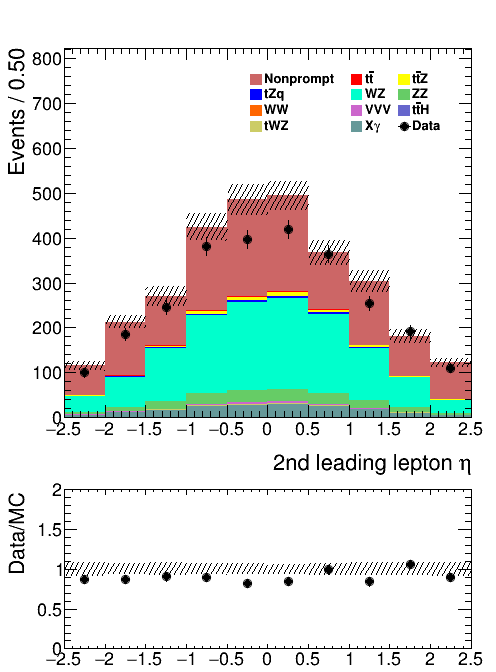 Events / 0.50
800
700
600
500
400
300
200
100
0
Nonprompt tt̄ tt̄Z
tZq WZ ZZ
WW VVV tt̄H
tWZ Xγ Data
−2.5 −2 −1.5 −1 −0.5 0 0.5 1 1.5 2 2.5
2nd leading lepton η
Data/MC
2
1.5
1
0.5
0
−2.5 −2 −1.5 −1 −0.5 0 0.5 1 1.5 2 2.5